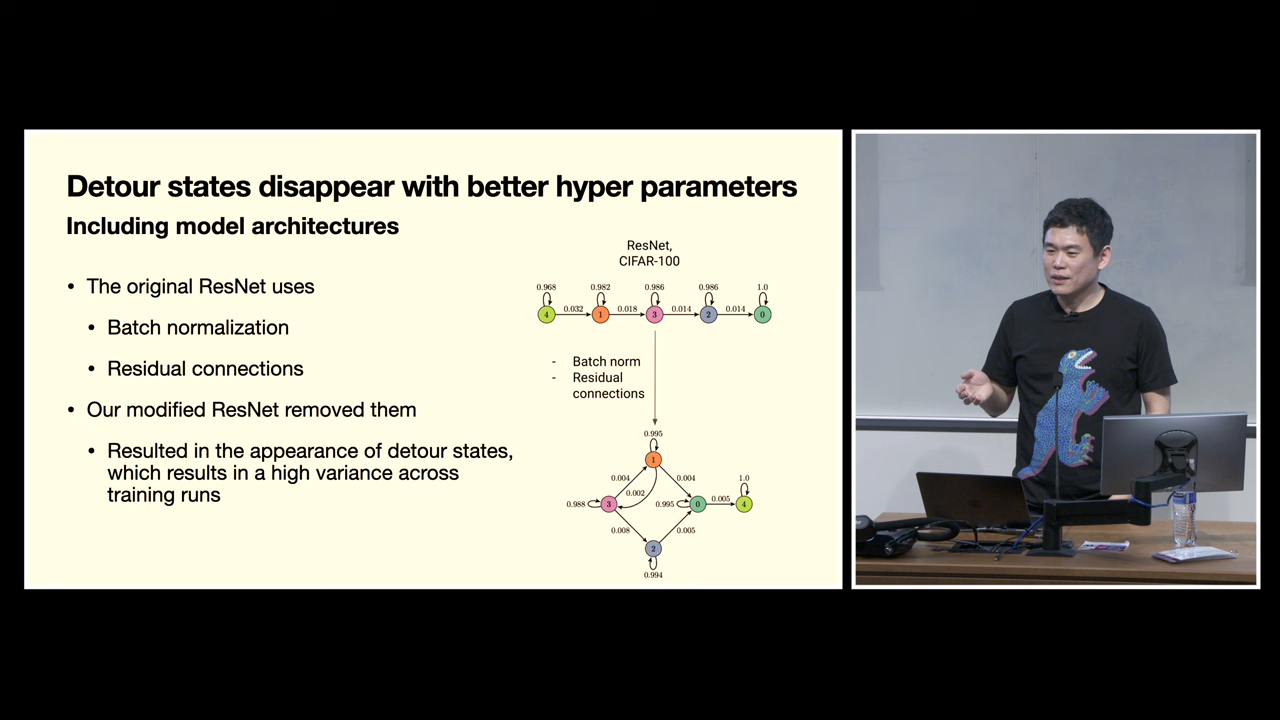 Detour states disappear with better hyper parameters
Including model architectures
• The original ResNet uses
• Batch normalization
• Residual connections
• Our modified ResNet removed them
• Resulted in the appearance of detour states,
which results in a high variance across
training runs
ResNet,
CIFAR-100
0.968 0.982 0.986 0.986 1.0
4 0.032 1 0.018 3 0.014 2 0.014 0
- Batch norm
- Residual
connections
0.995
1
0.004 0.004
0.002
0.988 3 0.995 0 0.005 4 1.0
0.008 0.005
2
0.994